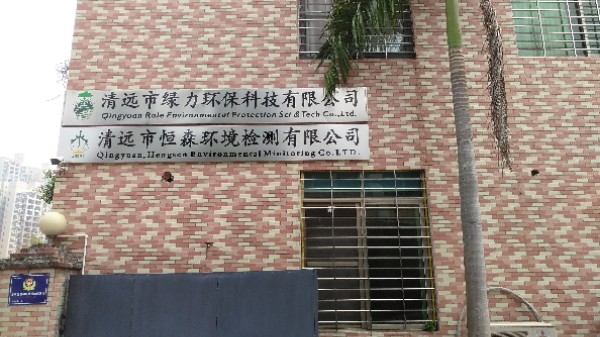 清远市绿力环保科技有限公司
Qingyuan Role Environmental Protection Sci & Tech Co.,Ltd.
清远市恒森环境检测有限公司
Qingyuan Hengsen Environmental Minitoring Co.LTD.